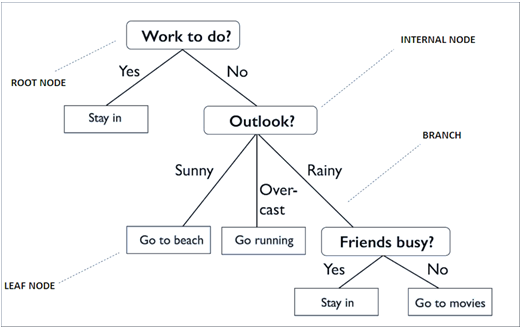 Work to do?
INTERNAL NODE
ROOT NODE
Yes
No
Stay in
Outlook?
BRANCH
Sunny
Over-
cast
Rainy
Go to beach
Go running
Friends busy?
LEAF NODE
Yes
No
Stay in
Go to movies